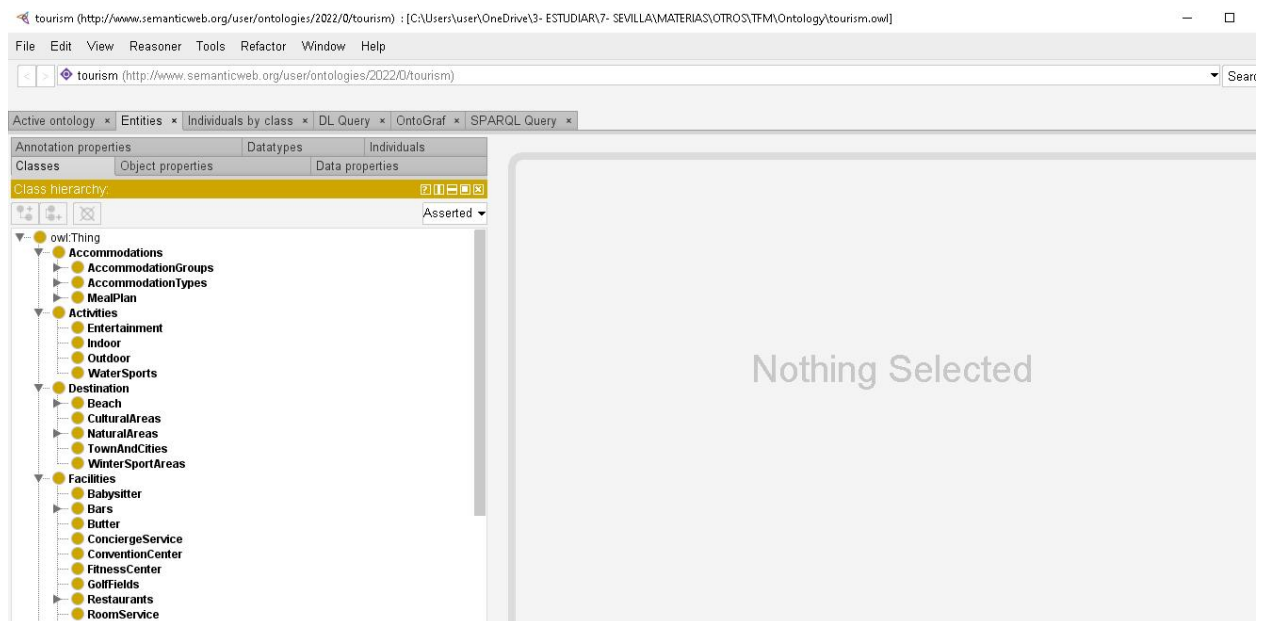 tourism (http://www.semanticweb.org/user/ontologies/2022/0/tourism) : [C:\Users\user\OneDrive\3- ESTUDIAR\7- SEVILLA\MATERIAS\OTROS\TFM\Ontology\tourism.owl]
File Edit View Reasoner Tools Refactor Window Help
< > tourism (http://www.semanticweb.org/user/ontologies/2022/0/tourism)
Active ontology × Entities × Individuals by class × DL Query × OntoGraf × SPARQL Query ×
Annotation properties Datatypes Individuals
Classes Object properties Data properties
Class hierarchy:
Asserted
owl:Thing
Accommodations
AccommodationGroups
AccommodationTypes
MealPlan
Activities
Entertainment
Indoor
Outdoor
WaterSports
Destination
Beach
CulturalAreas
NaturalAreas
TownAndCities
WinterSportAreas
Facilities
Babysitter
Bars
Butter
ConciergeService
ConventionCenter
FitnessCenter
GolfFields
Restaurants
RoomService
Nothing Selected